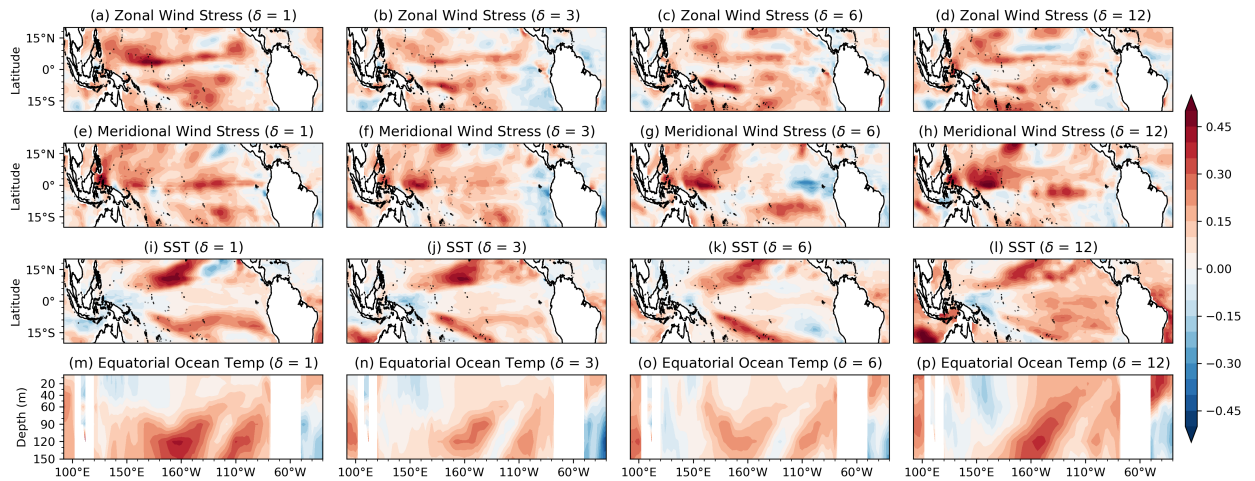 (a) Zonal Wind Stress (δ = 1)
(b) Zonal Wind Stress (δ = 3)
(c) Zonal Wind Stress (δ = 6)
(d) Zonal Wind Stress (δ = 12)
15°N
0°
15°S
Latitude
(e) Meridional Wind Stress (δ = 1)
(f) Meridional Wind Stress (δ = 3)
(g) Meridional Wind Stress (δ = 6)
(h) Meridional Wind Stress (δ = 12)
15°N
0°
15°S
Latitude
(i) SST (δ = 1)
(j) SST (δ = 3)
(k) SST (δ = 6)
(l) SST (δ = 12)
15°N
0°
15°S
Latitude
(m) Equatorial Ocean Temp (δ = 1)
(n) Equatorial Ocean Temp (δ = 3)
(o) Equatorial Ocean Temp (δ = 6)
(p) Equatorial Ocean Temp (δ = 12)
20
40
60
90
120
150
Depth (m)
100°E 150°E 160°W 110°W 60°W
100°E 150°E 160°W 110°W 60°W
100°E 150°E 160°W 110°W 60°W
100°E 150°E 160°W 110°W 60°W
0.45
0.30
0.15
0.00
−0.15
−0.30
−0.45